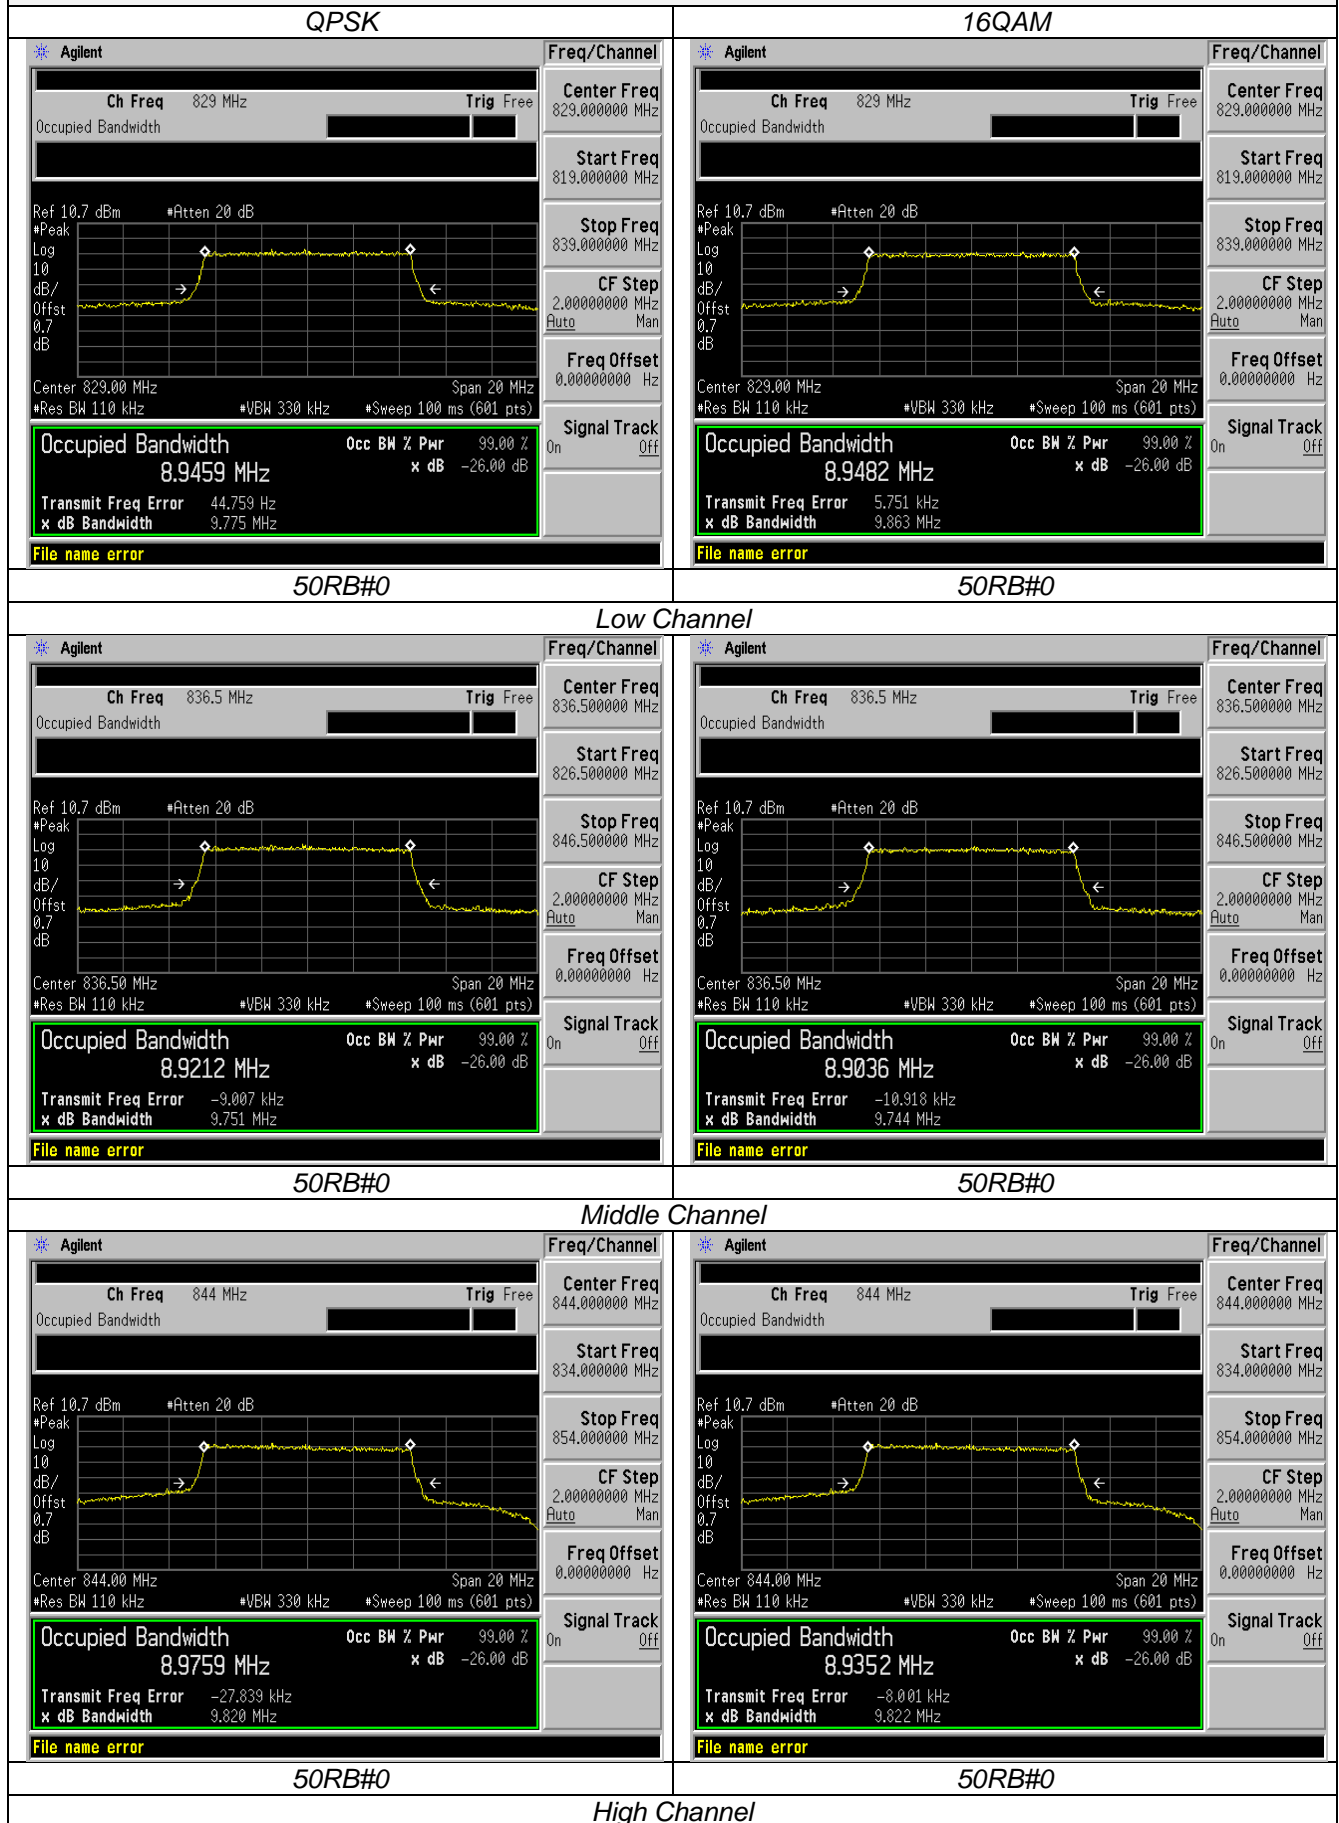 QPSK 16QAM
Agilent Freq/Channel
Ch Freq 829 MHz Trig Free
Occupied Bandwidth
Center Freq
829.000000 MHz
Start Freq
819.000000 MHz
Stop Freq
839.000000 MHz
CF Step
2.00000000 MHz
Auto Man
Freq Offset
0.00000000 Hz
Signal Track
On Off
Ref 10.7 dBm #Atten 20 dB
#Peak
Log
10
dB/
Offst
0.7
dB
Center 829.00 MHz Span 20 MHz
#Res BW 110 kHz #VBW 330 kHz #Sweep 100 ms (601 pts)
Occupied Bandwidth Occ BW % Pwr 99.00 %
8.9459 MHz x dB -26.00 dB
Transmit Freq Error 44.759 Hz
x dB Bandwidth 9.775 MHz
File name error
Agilent Freq/Channel
Ch Freq 829 MHz Trig Free
Occupied Bandwidth
Center Freq
829.000000 MHz
Start Freq
819.000000 MHz
Stop Freq
839.000000 MHz
CF Step
2.00000000 MHz
Auto Man
Freq Offset
0.00000000 Hz
Signal Track
On Off
Ref 10.7 dBm #Atten 20 dB
#Peak
Log
10
dB/
Offst
0.7
dB
Center 829.00 MHz Span 20 MHz
#Res BW 110 kHz #VBW 330 kHz #Sweep 100 ms (601 pts)
Occupied Bandwidth Occ BW % Pwr 99.00 %
8.9482 MHz x dB -26.00 dB
Transmit Freq Error 5.751 kHz
x dB Bandwidth 9.863 MHz
File name error
50RB#0 50RB#0
Low Channel
Agilent Freq/Channel
Ch Freq 836.5 MHz Trig Free
Occupied Bandwidth
Center Freq
836.500000 MHz
Start Freq
826.500000 MHz
Stop Freq
846.500000 MHz
CF Step
2.00000000 MHz
Auto Man
Freq Offset
0.00000000 Hz
Signal Track
On Off
Ref 10.7 dBm #Atten 20 dB
#Peak
Log
10
dB/
Offst
0.7
dB
Center 836.50 MHz Span 20 MHz
#Res BW 110 kHz #VBW 330 kHz #Sweep 100 ms (601 pts)
Occupied Bandwidth Occ BW % Pwr 99.00 %
8.9212 MHz x dB -26.00 dB
Transmit Freq Error -9.007 kHz
x dB Bandwidth 9.751 MHz
File name error
Agilent Freq/Channel
Ch Freq 836.5 MHz Trig Free
Occupied Bandwidth
Center Freq
836.500000 MHz
Start Freq
826.500000 MHz
Stop Freq
846.500000 MHz
CF Step
2.00000000 MHz
Auto Man
Freq Offset
0.00000000 Hz
Signal Track
On Off
Ref 10.7 dBm #Atten 20 dB
#Peak
Log
10
dB/
Offst
0.7
dB
Center 836.50 MHz Span 20 MHz
#Res BW 110 kHz #VBW 330 kHz #Sweep 100 ms (601 pts)
Occupied Bandwidth Occ BW % Pwr 99.00 %
8.9036 MHz x dB -26.00 dB
Transmit Freq Error -10.918 kHz
x dB Bandwidth 9.744 MHz
File name error
50RB#0 50RB#0
Middle Channel
Agilent Freq/Channel
Ch Freq 844 MHz Trig Free
Occupied Bandwidth
Center Freq
844.000000 MHz
Start Freq
834.000000 MHz
Stop Freq
854.000000 MHz
CF Step
2.00000000 MHz
Auto Man
Freq Offset
0.00000000 Hz
Signal Track
On Off
Ref 10.7 dBm #Atten 20 dB
#Peak
Log
10
dB/
Offst
0.7
dB
Center 844.00 MHz Span 20 MHz
#Res BW 110 kHz #VBW 330 kHz #Sweep 100 ms (601 pts)
Occupied Bandwidth Occ BW % Pwr 99.00 %
8.9759 MHz x dB -26.00 dB
Transmit Freq Error -27.839 kHz
x dB Bandwidth 9.820 MHz
File name error
Agilent Freq/Channel
Ch Freq 844 MHz Trig Free
Occupied Bandwidth
Center Freq
844.000000 MHz
Start Freq
834.000000 MHz
Stop Freq
854.000000 MHz
CF Step
2.00000000 MHz
Auto Man
Freq Offset
0.00000000 Hz
Signal Track
On Off
Ref 10.7 dBm #Atten 20 dB
#Peak
Log
10
dB/
Offst
0.7
dB
Center 844.00 MHz Span 20 MHz
#Res BW 110 kHz #VBW 330 kHz #Sweep 100 ms (601 pts)
Occupied Bandwidth Occ BW % Pwr 99.00 %
8.9352 MHz x dB -26.00 dB
Transmit Freq Error -8.001 kHz
x dB Bandwidth 9.822 MHz
File name error
50RB#0 50RB#0
High Channel